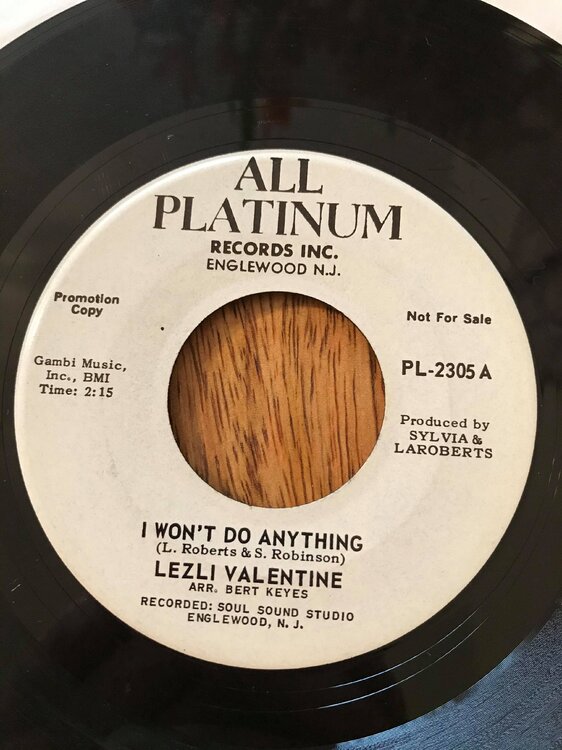 ALL
PLATINUM
RECORDS INC.
ENGLEWOOD N.J.
Promotion
Copy
Not For Sale
Gambi Music,
Inc., BMI
Time: 2:15
PL-2305 A
Produced by
SYLVIA &
LAROBERTS
I WON'T DO ANYTHING
(L. Roberts & S. Robinson)
LEZLI VALENTINE
ARR. BERT KEYES
RECORDED: SOUL SOUND STUDIO
ENGLEWOOD, N. J.